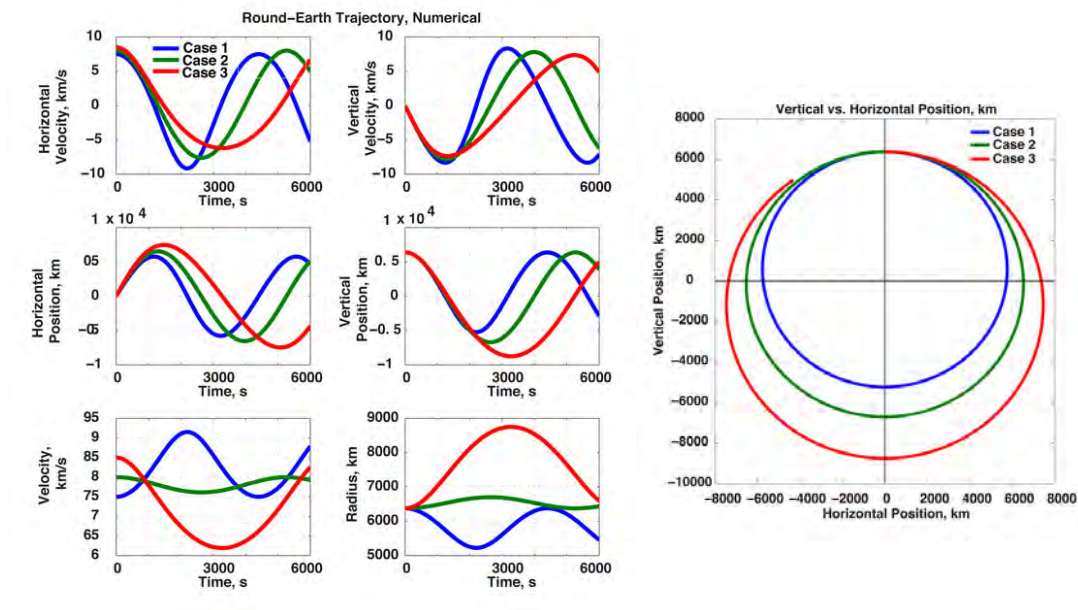 Round-Earth Trajectory, Numerical
10
5
0
-5
-10
Horizontal
Velocity, km/s
Case 1
Case 2
Case 3
0
3000
6000
Time, s
10
5
0
-5
-10
Vertical
Velocity, km/s
0
3000
6000
Time, s
1 x 10 4
05
0
-05
-1
Horizontal
Position, km
0
3000
6000
Time, s
1 x 10 4
0.5
0
-0.5
-1
Vertical
Position, km
0
3000
6000
Time, s
95
9
85
80
75
7
65
6
Velocity,
km/s
0
3000
6000
Time, s
9000
8000
7000
6000
5000
Radius, km
0
3000
6000
Time, s
Vertical vs. Horizontal Position, km
8000
6000
4000
2000
0
-2000
-4000
-6000
-8000
-10000
Vertical Position, km
Case 1
Case 2
Case 3
-8000 -6000 -4000 -2000 0 2000 4000 6000 8000
Horizontal Position, km